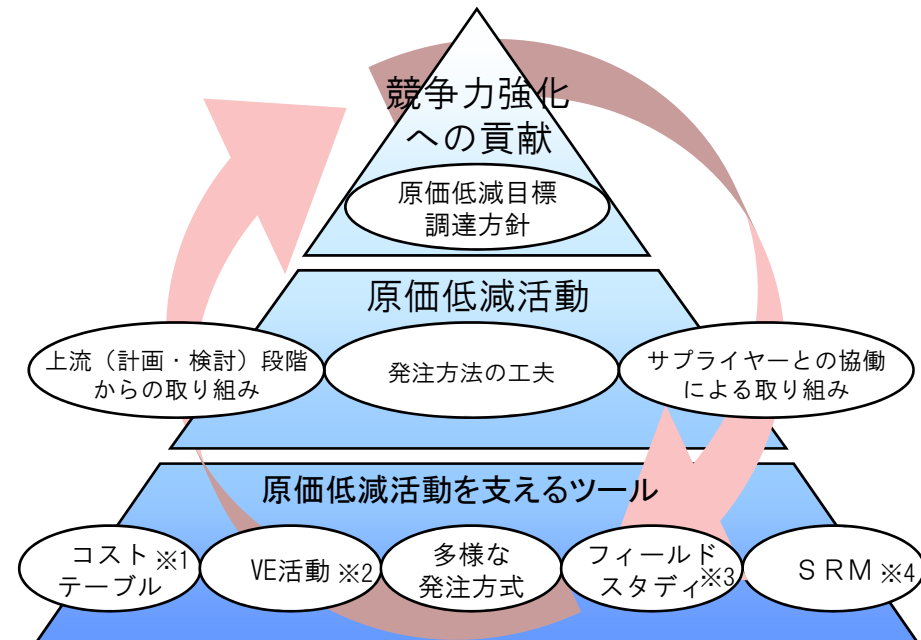 競争力強化
への貢献
原価低減目標
調達方針
原価低減活動
上流（計画・検討）段階
からの取り組み
発注方法の工夫
サプライヤーとの協働
による取り組み
原価低減活動を支えるツール
コスト
テーブル ※1
VE活動 ※2
多様な
発注方式
フィールド
スタディ ※3
ＳＲＭ ※4